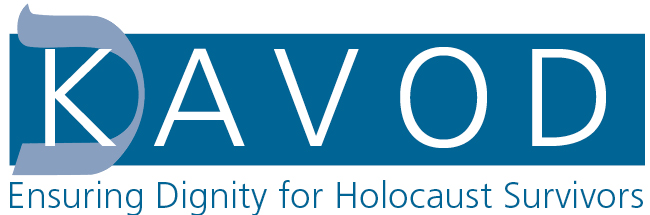 כ
KAVOD
Ensuring Dignity for Holocaust Survivors